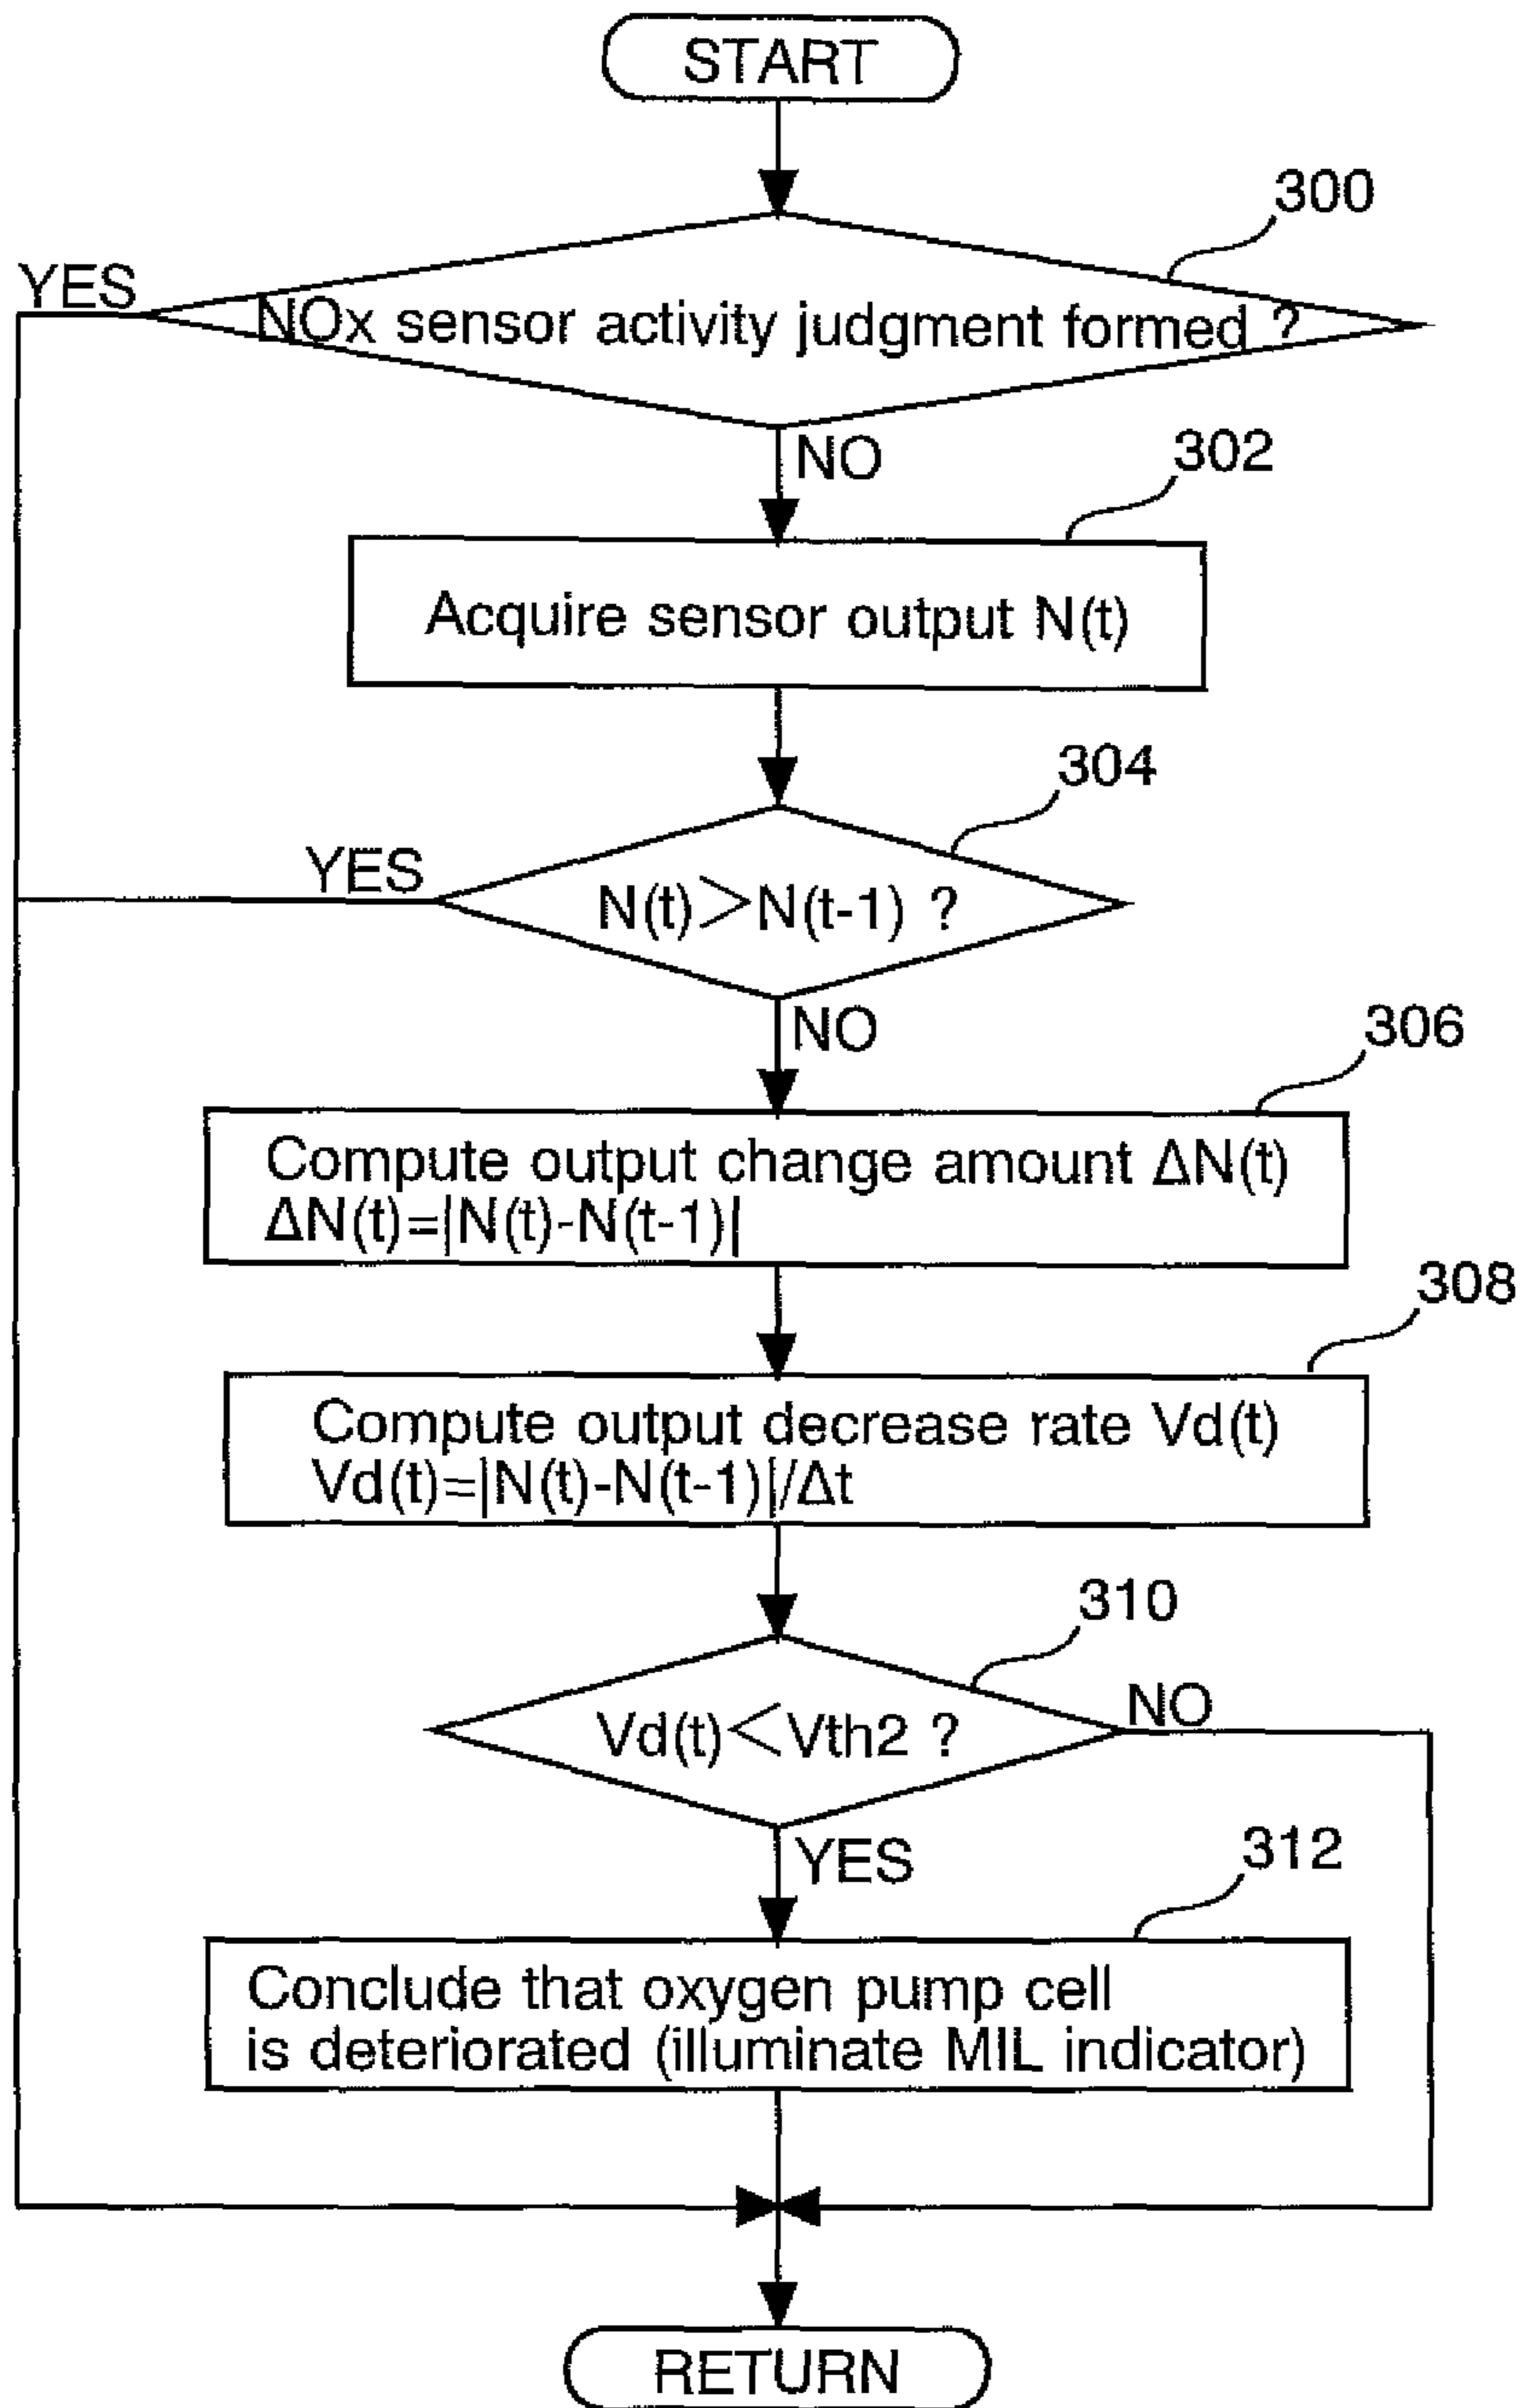 START
300
YES
NOx sensor activity judgment formed ?
NO
302
Acquire sensor output N(t)
304
YES
N(t)>N(t-1) ?
NO
306
Compute output change amount ΔN(t)
ΔN(t)=|N(t)-N(t-1)|
308
Compute output decrease rate Vd(t)
Vd(t)=|N(t)-N(t-1)|/Δt
310
NO
Vd(t)<Vth2 ?
YES
312
Conclude that oxygen pump cell
is deteriorated (illuminate MIL indicator)
RETURN